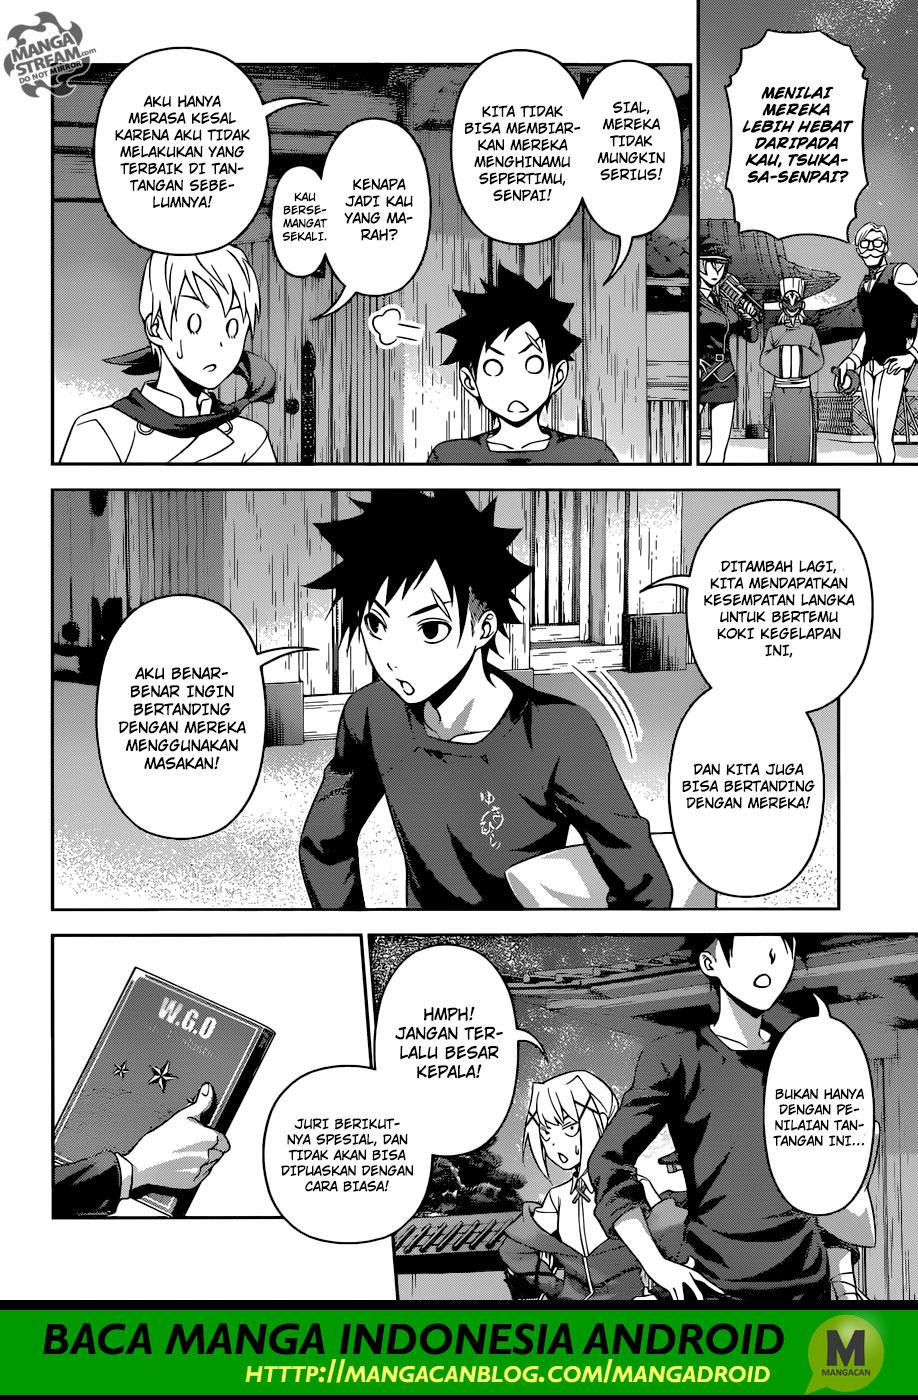 MANGA
STREAM.com
DO NOT MIRROR
MENILAI
MEREKA
LEBIH HEBAT
DARIPADA
KAU, TSUKA-
SA-SENPAI?
SIAL,
MEREKA
TIDAK
MUNGKIN
SERIUS!
KITA TIDAK
BISA MEMBIAR-
KAN MEREKA
MENGHINAMU
SEPERTIMU,
SENPAI!
KENAPA
JADI KAU
YANG MA-
RAH?
KAU
BERSE-
MANGAT
SEKALI.
AKU HANYA
MERASA KESAL
KARENA AKU TIDAK
MELAKUKAN YANG
TERBAIK DI TAN-
TANGAN SEBE-
LUMNYA!
DITAMBAH LAGI,
KITA MENDAPATKAN
KESEMPATAN LANGKA
UNTUK BERTEMU
KOKI KEGELAPAN
INI,
DAN KITA JUGA
BISA BERTANDING
DENGAN MEREKA!
AKU BENAR-
BENAR INGIN
BERTANDING
DENGAN MEREKA
MENGGUNAKAN
MASAKAN!
ゆきひら
BUKAN HANYA
DENGAN PE-
NILAIAN TAN-
TANGAN INI...
HMPH!
JANGAN TER-
LALU BESAR
KEPALA!
JURI BERIKUT-
NYA SPESIAL, DAN
TIDAK AKAN BISA
DIPUASKAN DENGAN
CARA BIASA!
W.G.O
BACA MANGA INDONESIA ANDROID
HTTTP://MANGACANBLOG.COM/MANGADROID
M
MANGACAN